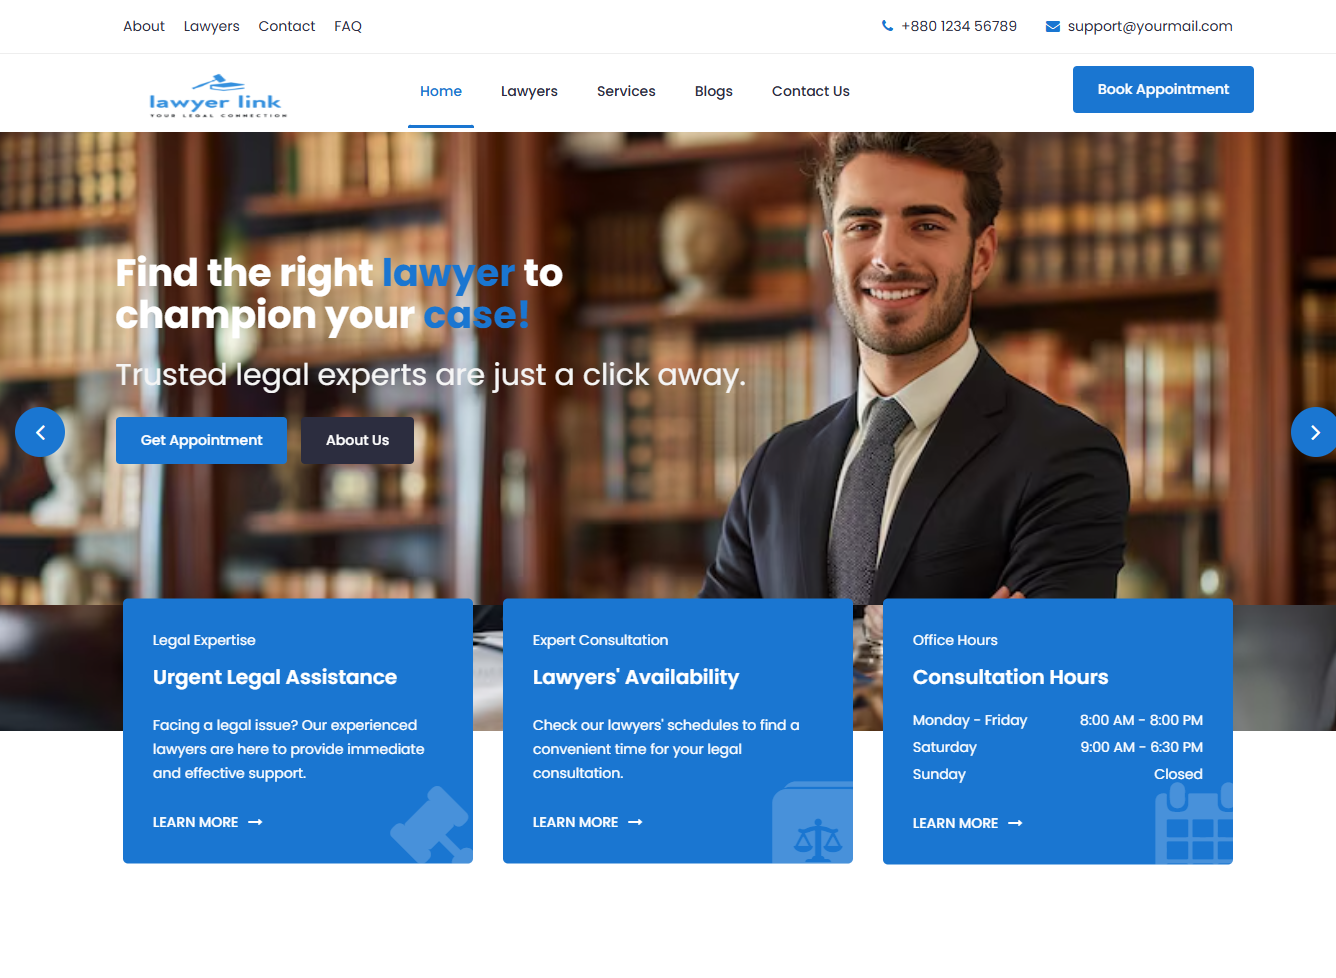 About Lawyers Contact FAQ +880 1234 56789 support@yourmail.com
lawyer link
YOUR LEGAL CONNECTION
Home Lawyers Services Blogs Contact Us Book Appointment
Find the right lawyer to
champion your case!
Trusted legal experts are just a click away.
Get Appointment About Us
Legal Expertise
Urgent Legal Assistance
Facing a legal issue? Our experienced
lawyers are here to provide immediate
and effective support.
LEARN MORE
Expert Consultation
Lawyers' Availability
Check our lawyers' schedules to find a
convenient time for your legal
consultation.
LEARN MORE
Office Hours
Consultation Hours
Monday - Friday 8:00 AM - 8:00 PM
Saturday 9:00 AM - 6:30 PM
Sunday Closed
LEARN MORE